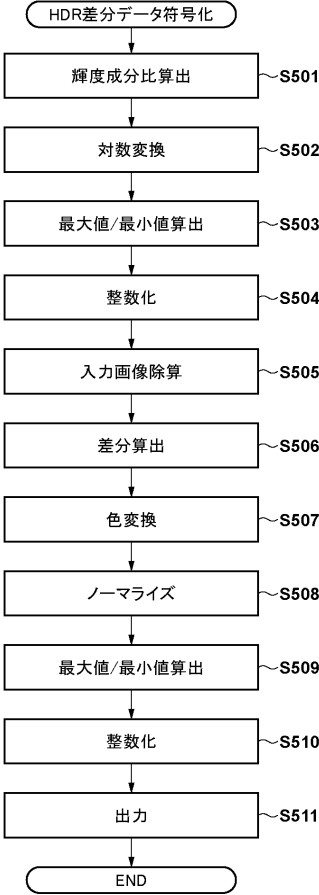 HDR差分データ符号化
輝度成分比算出 S501
対数変換 S502
最大値/最小値算出 S503
整数化 S504
入力画像除算 S505
差分算出 S506
色変換 S507
ノーマライズ S508
最大値/最小値算出 S509
整数化 S510
出力 S511
END